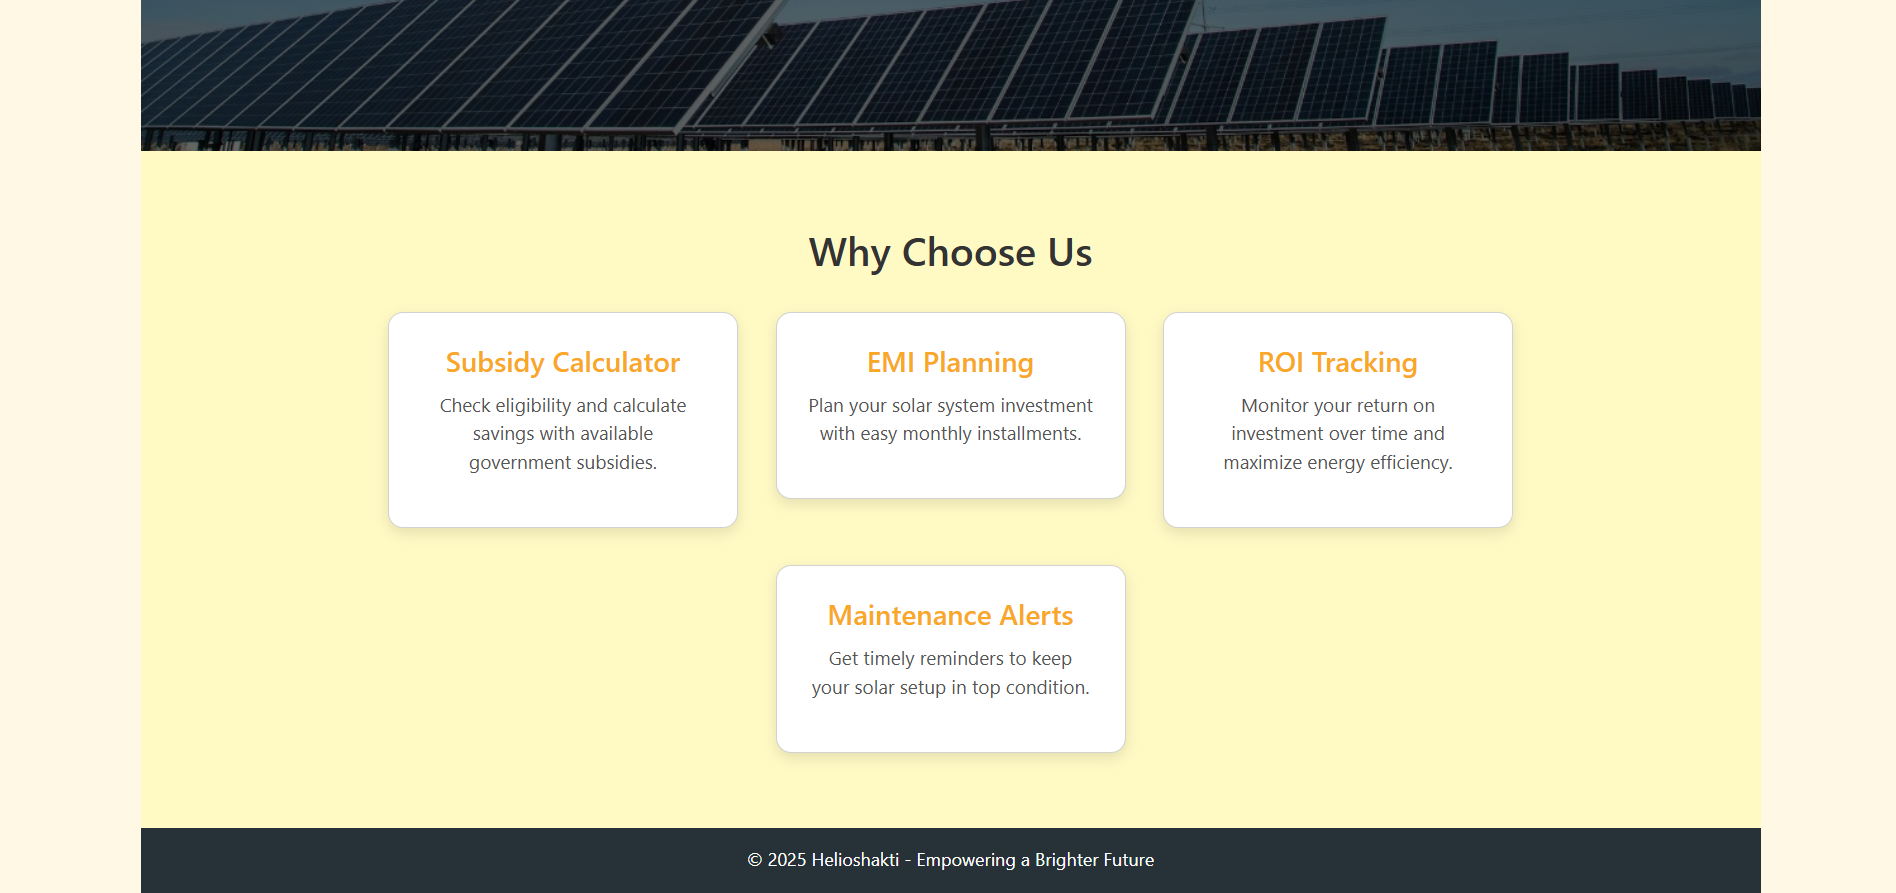 Why Choose Us
Subsidy Calculator
Check eligibility and calculate
savings with available
government subsidies.
EMI Planning
Plan your solar system investment
with easy monthly installments.
ROI Tracking
Monitor your return on
investment over time and
maximize energy efficiency.
Maintenance Alerts
Get timely reminders to keep
your solar setup in top condition.
© 2025 Helioshakti - Empowering a Brighter Future